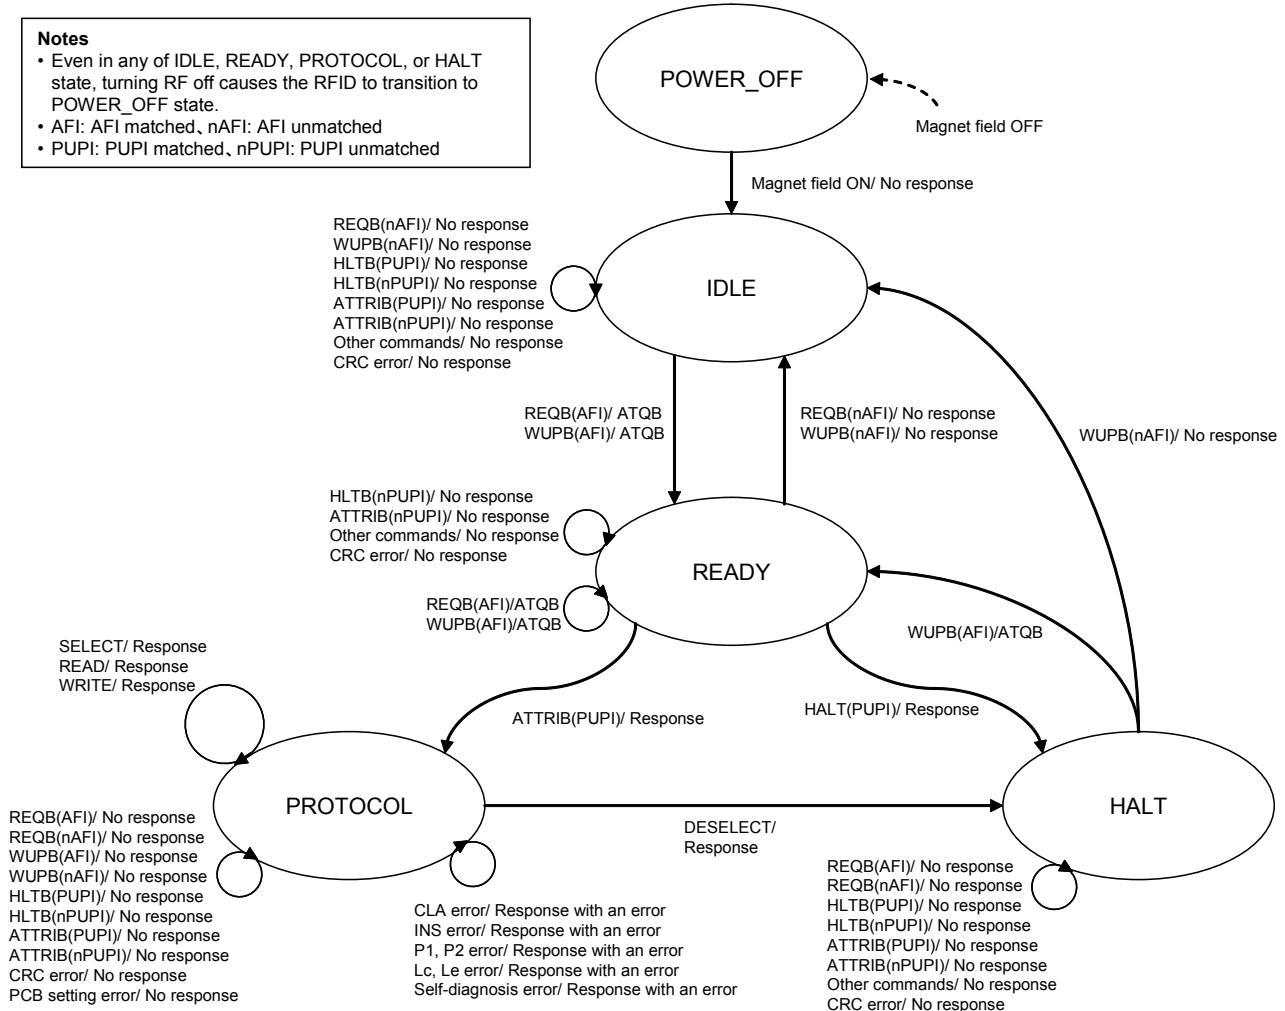 Notes
• Even in any of IDLE, READY, PROTOCOL, or HALT
state, turning RF off causes the RFID to transition to
POWER_OFF state.
• AFI: AFI matched、nAFI: AFI unmatched
• PUPI: PUPI matched、nPUPI: PUPI unmatched
POWER_OFF
Magnet field OFF
Magnet field ON/ No response
REQB(nAFI)/ No response
WUPB(nAFI)/ No response
HLTB(PUPI)/ No response
HLTB(nPUPI)/ No response
ATTRIB(PUPI)/ No response
ATTRIB(nPUPI)/ No response
Other commands/ No response
CRC error/ No response
IDLE
REQB(AFI)/ ATQB
WUPB(AFI)/ ATQB
REQB(nAFI)/ No response
WUPB(nAFI)/ No response
WUPB(nAFI)/ No response
HLTB(nPUPI)/ No response
ATTRIB(nPUPI)/ No response
Other commands/ No response
CRC error/ No response
READY
REQB(AFI)/ATQB
WUPB(AFI)/ATQB
WUPB(AFI)/ATQB
SELECT/ Response
READ/ Response
WRITE/ Response
ATTRIB(PUPI)/ Response
HALT(PUPI)/ Response
PROTOCOL
HALT
DESELECT/
Response
REQB(AFI)/ No response
REQB(nAFI)/ No response
WUPB(AFI)/ No response
WUPB(nAFI)/ No response
HLTB(PUPI)/ No response
HLTB(nPUPI)/ No response
ATTRIB(PUPI)/ No response
ATTRIB(nPUPI)/ No response
CRC error/ No response
PCB setting error/ No response
CLA error/ Response with an error
INS error/ Response with an error
P1, P2 error/ Response with an error
Lc, Le error/ Response with an error
Self-diagnosis error/ Response with an error
REQB(AFI)/ No response
REQB(nAFI)/ No response
HLTB(PUPI)/ No response
HLTB(nPUPI)/ No response
ATTRIB(PUPI)/ No response
ATTRIB(nPUPI)/ No response
Other commands/ No response
CRC error/ No response